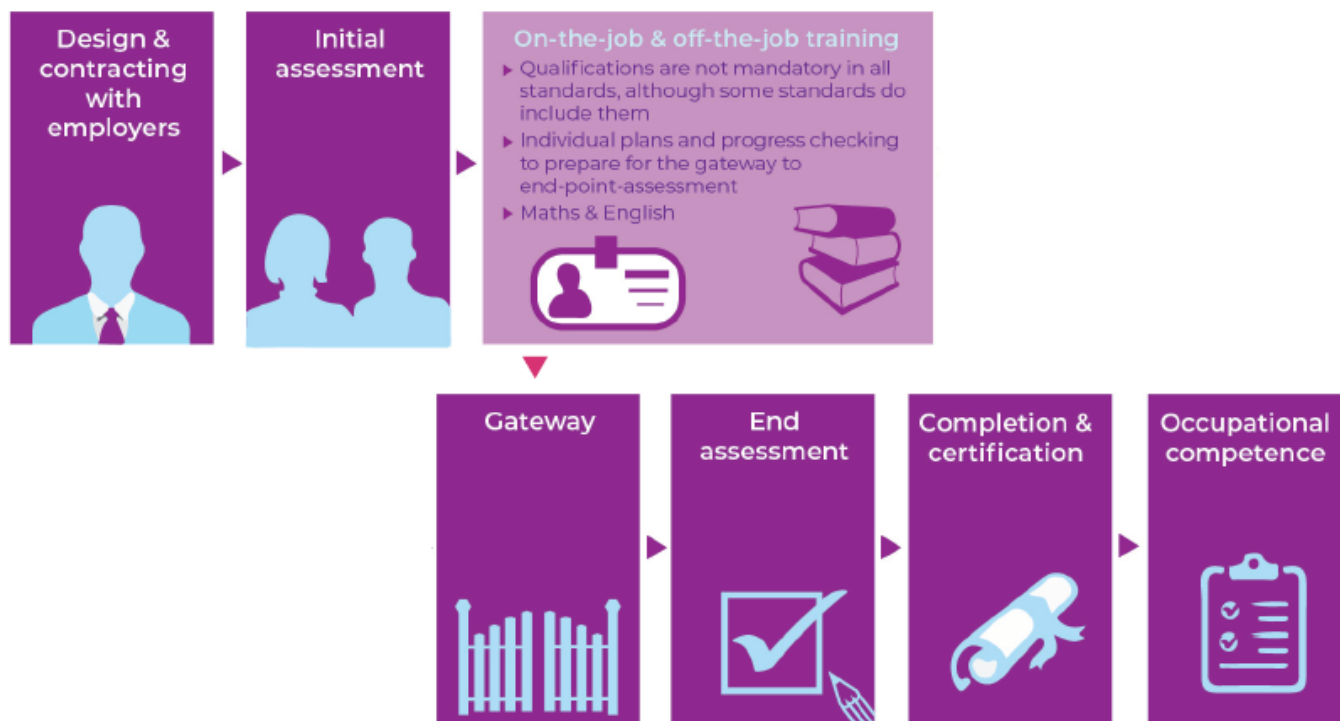 Design &
contracting
with
employers
Initial
assessment
On-the-job & off-the-job training
Qualifications are not mandatory in all
standards, although some standards do
include them
Individual plans and progress checking
to prepare for the gateway to
end-point-assessment
Maths & English
Gateway
End
assessment
Completion &
certification
Occupational
competence